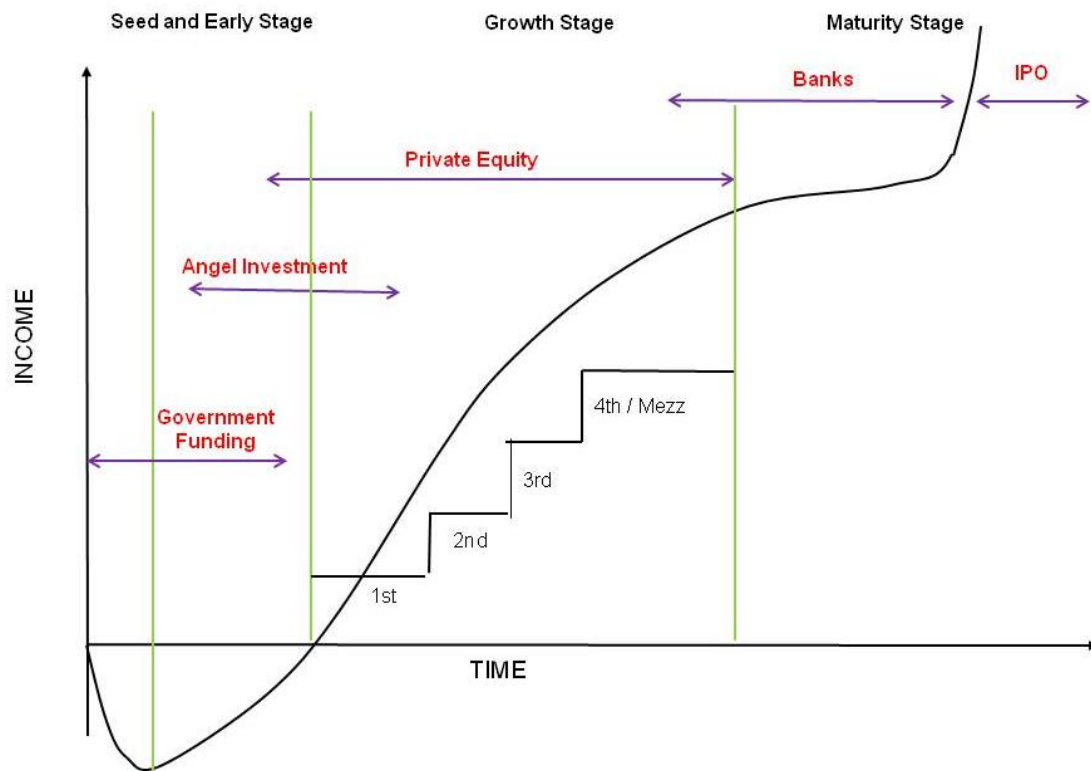 Seed and Early Stage
Growth Stage
Maturity Stage
Banks
IPO
Private Equity
Angel Investment
INCOME
Government
Funding
4th / Mezz
3rd
2nd
1st
TIME